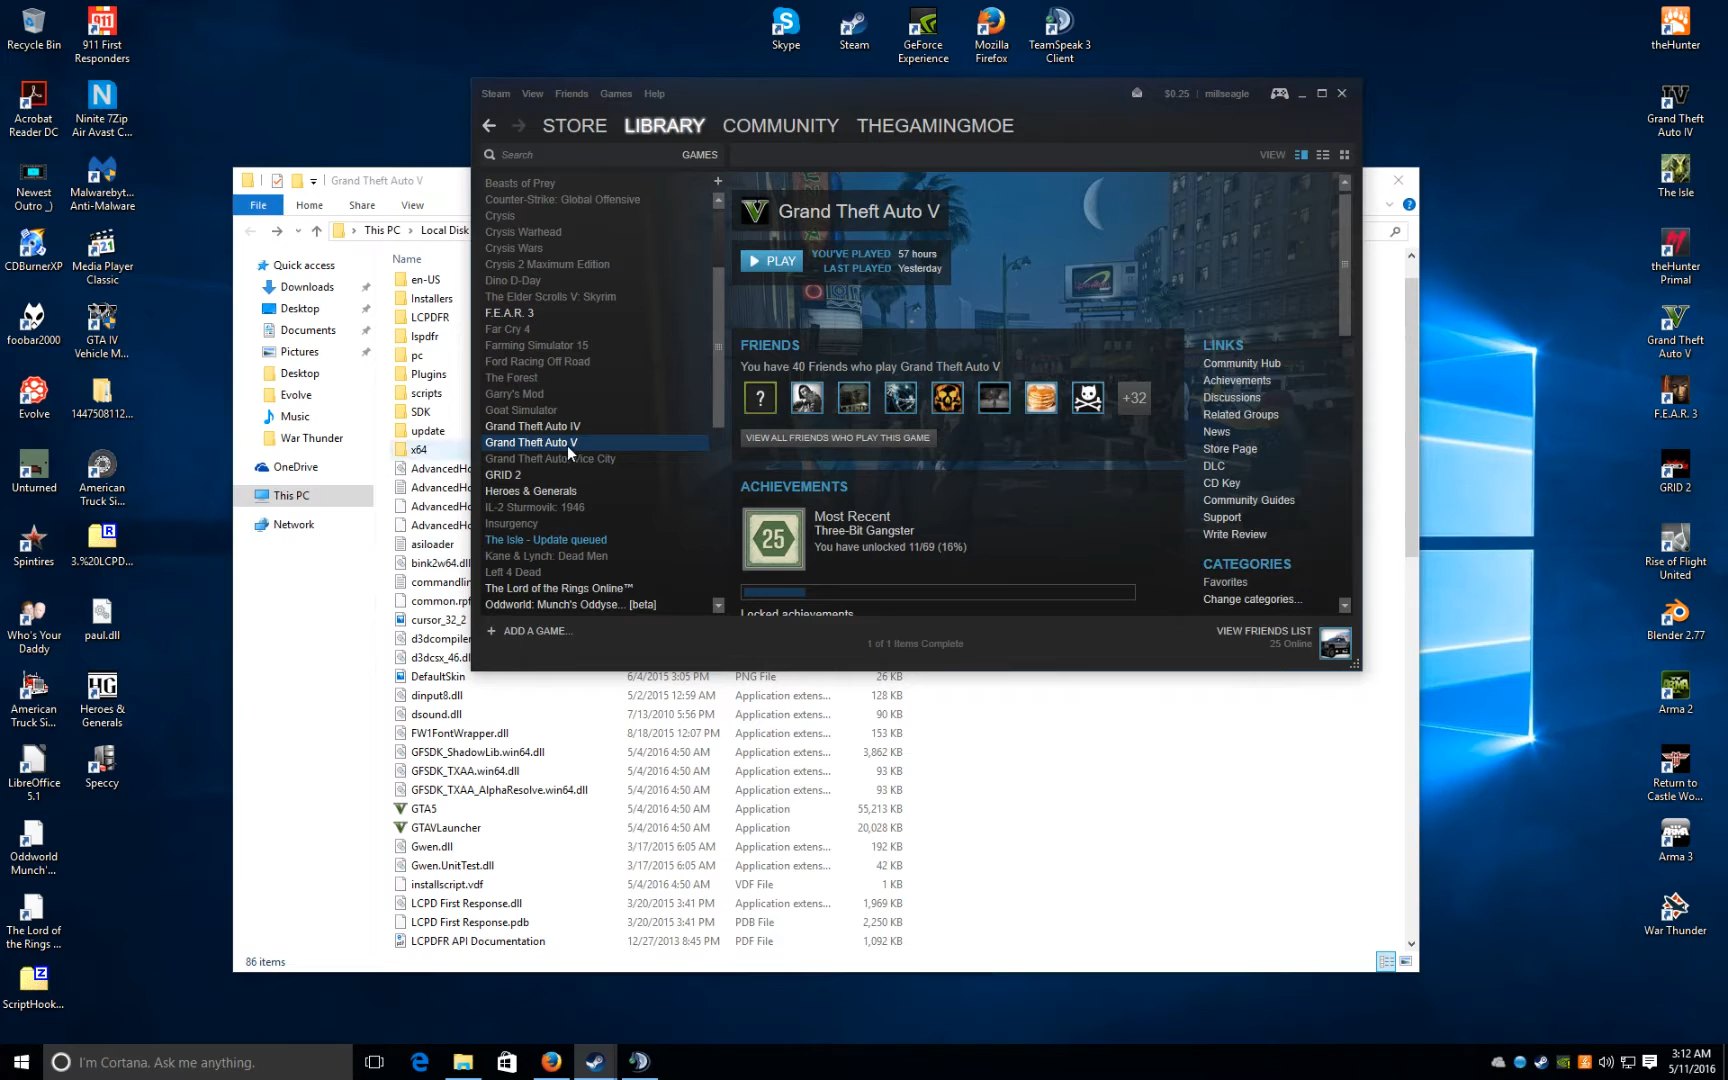 Recycle Bin
911 First
Responders
Acrobat
Reader DC
Ninite 7Zip
Air Avast C...
Newest
Outro _)
Malwarebyt...
Anti-Malware
CDBurnerXP
Media Player
Classic
foobar2000
GTA IV
Vehicle M...
Evolve
1447508112...
Unturned
American
Truck Si...
Spintires
3.%20LCPD...
Who's Your
Daddy
paul.dll
American
Truck Si...
Heroes &
Generals
LibreOffice
5.1
Speccy
Oddworld
Munch'...
The Lord of
the Rings ...
ScriptHook...
Skype
Steam
GeForce
Experience
Mozilla
Firefox
TeamSpeak 3
Client
theHunter
Grand Theft
Auto IV
The Isle
theHunter
Primal
Grand Theft
Auto V
F.E.A.R. 3
GRID 2
Rise of Flight
United
Blender 2.77
Arma 2
Return to
Castle Wo...
Arma 3
War Thunder
Steam View Friends Games Help
$0.25 millseagle
STORE LIBRARY COMMUNITY THEGAMINGMOE
Search GAMES VIEW
Beasts of Prey
Counter-Strike: Global Offensive
Crysis
Crysis Warhead
Crysis Wars
Crysis 2 Maximum Edition
Dino D-Day
The Elder Scrolls V: Skyrim
F.E.A.R. 3
Far Cry 4
Farming Simulator 15
Ford Racing Off Road
The Forest
Garry's Mod
Goat Simulator
Grand Theft Auto IV
Grand Theft Auto V
Grand Theft Auto: Vice City
GRID 2
Heroes & Generals
IL-2 Sturmovik: 1946
Insurgency
The Isle - Update queued
Kane & Lynch: Dead Men
Left 4 Dead
The Lord of the Rings Online™
Oddworld: Munch's Oddyse... [beta]
+ ADD A GAME...
Grand Theft Auto V
PLAY
YOU'VE PLAYED 57 hours
LAST PLAYED Yesterday
FRIENDS
You have 40 Friends who play Grand Theft Auto V
? +32
VIEW ALL FRIENDS WHO PLAY THIS GAME
ACHIEVEMENTS
25
Most Recent
Three-Bit Gangster
You have unlocked 11/69 (16%)
Locked achievements
LINKS
Community Hub
Achievements
Discussions
Related Groups
News
Store Page
DLC
CD Key
Community Guides
Support
Write Review
CATEGORIES
Favorites
Change categories...
1 of 1 Items Complete
VIEW FRIENDS LIST
25 Online
Grand Theft Auto V
File Home Share View
This PC Local Disk
Quick access
Downloads
Desktop
Documents
Pictures
Desktop
Evolve
Music
War Thunder
OneDrive
This PC
Network
Name
en-US
Installers
LCPDFR
lspdfr
pc
Plugins
scripts
SDK
update
x64
AdvancedHo
AdvancedHo
AdvancedHo
AdvancedHo
asiloader
bink2w64.dll
commandlin
common.rpf
cursor_32_2
d3dcompiler
d3dcsx_46.dl
DefaultSkin 6/4/2015 3:05 PM PNG File 26 KB
dinput8.dll 5/2/2015 12:59 AM Application extens... 128 KB
dsound.dll 7/13/2010 5:56 PM Application extens... 90 KB
FW1FontWrapper.dll 8/18/2015 12:07 PM Application extens... 153 KB
GFSDK_ShadowLib.win64.dll 5/4/2016 4:50 AM Application extens... 3,862 KB
GFSDK_TXAA.win64.dll 5/4/2016 4:50 AM Application extens... 93 KB
GFSDK_TXAA_AlphaResolve.win64.dll 5/4/2016 4:50 AM Application extens... 93 KB
GTA5 5/4/2016 4:50 AM Application 55,213 KB
GTAVLauncher 5/4/2016 4:50 AM Application 20,028 KB
Gwen.dll 3/17/2015 6:05 AM Application extens... 192 KB
Gwen.UnitTest.dll 3/17/2015 6:05 AM Application extens... 42 KB
installscript.vdf 5/4/2016 4:50 AM VDF File 1 KB
LCPD First Response.dll 3/20/2015 3:41 PM Application extens... 1,969 KB
LCPD First Response.pdb 3/20/2015 3:41 PM PDB File 2,250 KB
LCPDFR API Documentation 12/27/2013 8:45 PM PDF File 1,092 KB
86 items
I'm Cortana. Ask me anything.
3:12 AM
5/11/2016